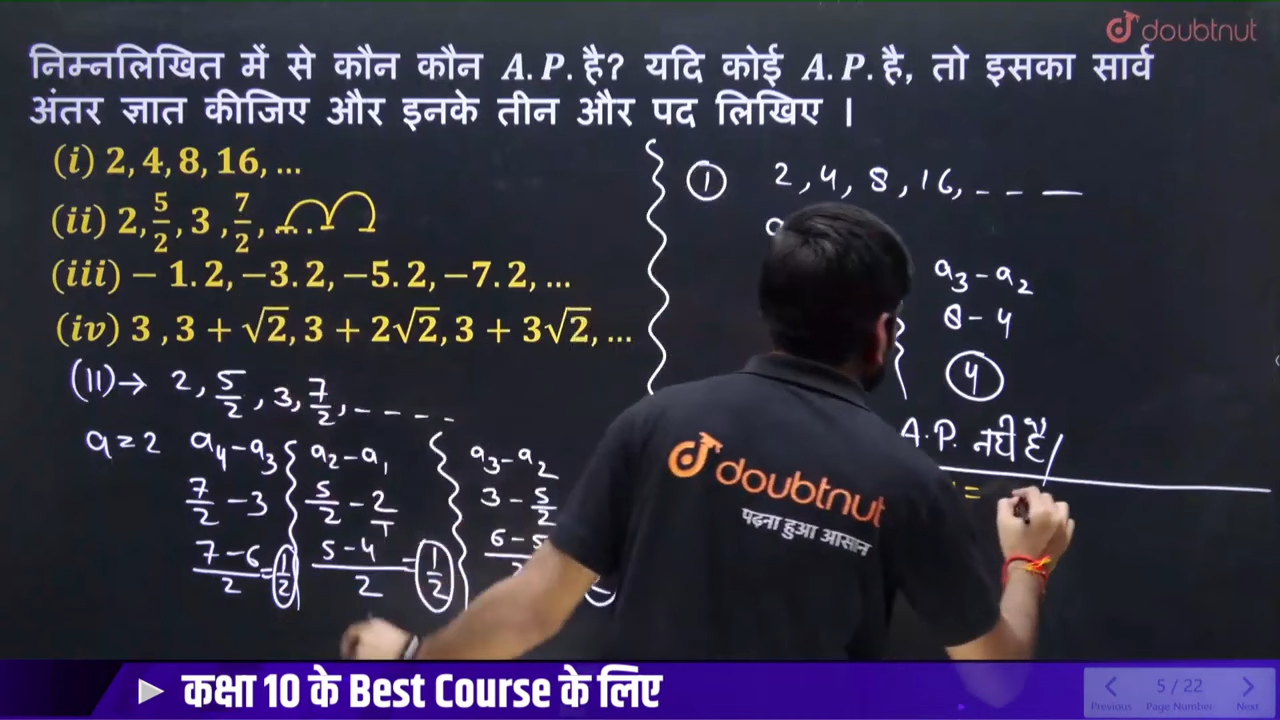 doubtnut
निम्नलिखित में से कौन कौन A.P. है? यदि कोई A.P. है, तो इसका सार्व
अंतर ज्ञात कीजिए और इनके तीन और पद लिखिए ।
(i) 2, 4, 8, 16, ...
(ii) 2, 5/2, 3, 7/2, ...
(iii) − 1.2, −3.2, −5.2, −7.2, ...
(iv) 3, 3 + √2, 3 + 2√2, 3 + 3√2, ...
(11)→ 2, 5/2, 3, 7/2, - - - -
a = 2
a₄ - a₃
7/2 - 3
7 - 6/2 = 1/2
a₂ - a₁
5/2 - 2/1
5 - 4/2 = 1/2
a₃ - a₂
3 - 5/2
6 - 5
① 2, 4, 8, 16, - - —
a₃ - a₂
8 - 4
4
A.P. नही है/
=
doubtnut
पढ़ना हुआ आसान
कक्षा 10 के Best Course के लिए
5 / 22
Previous Page Number Next